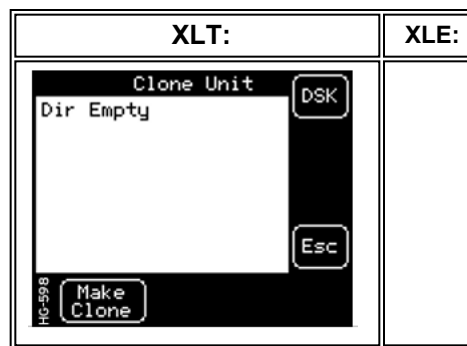 XLT: XLE:
Clone Unit
DSK
Dir Empty
Esc
Make
Clone
HG-598